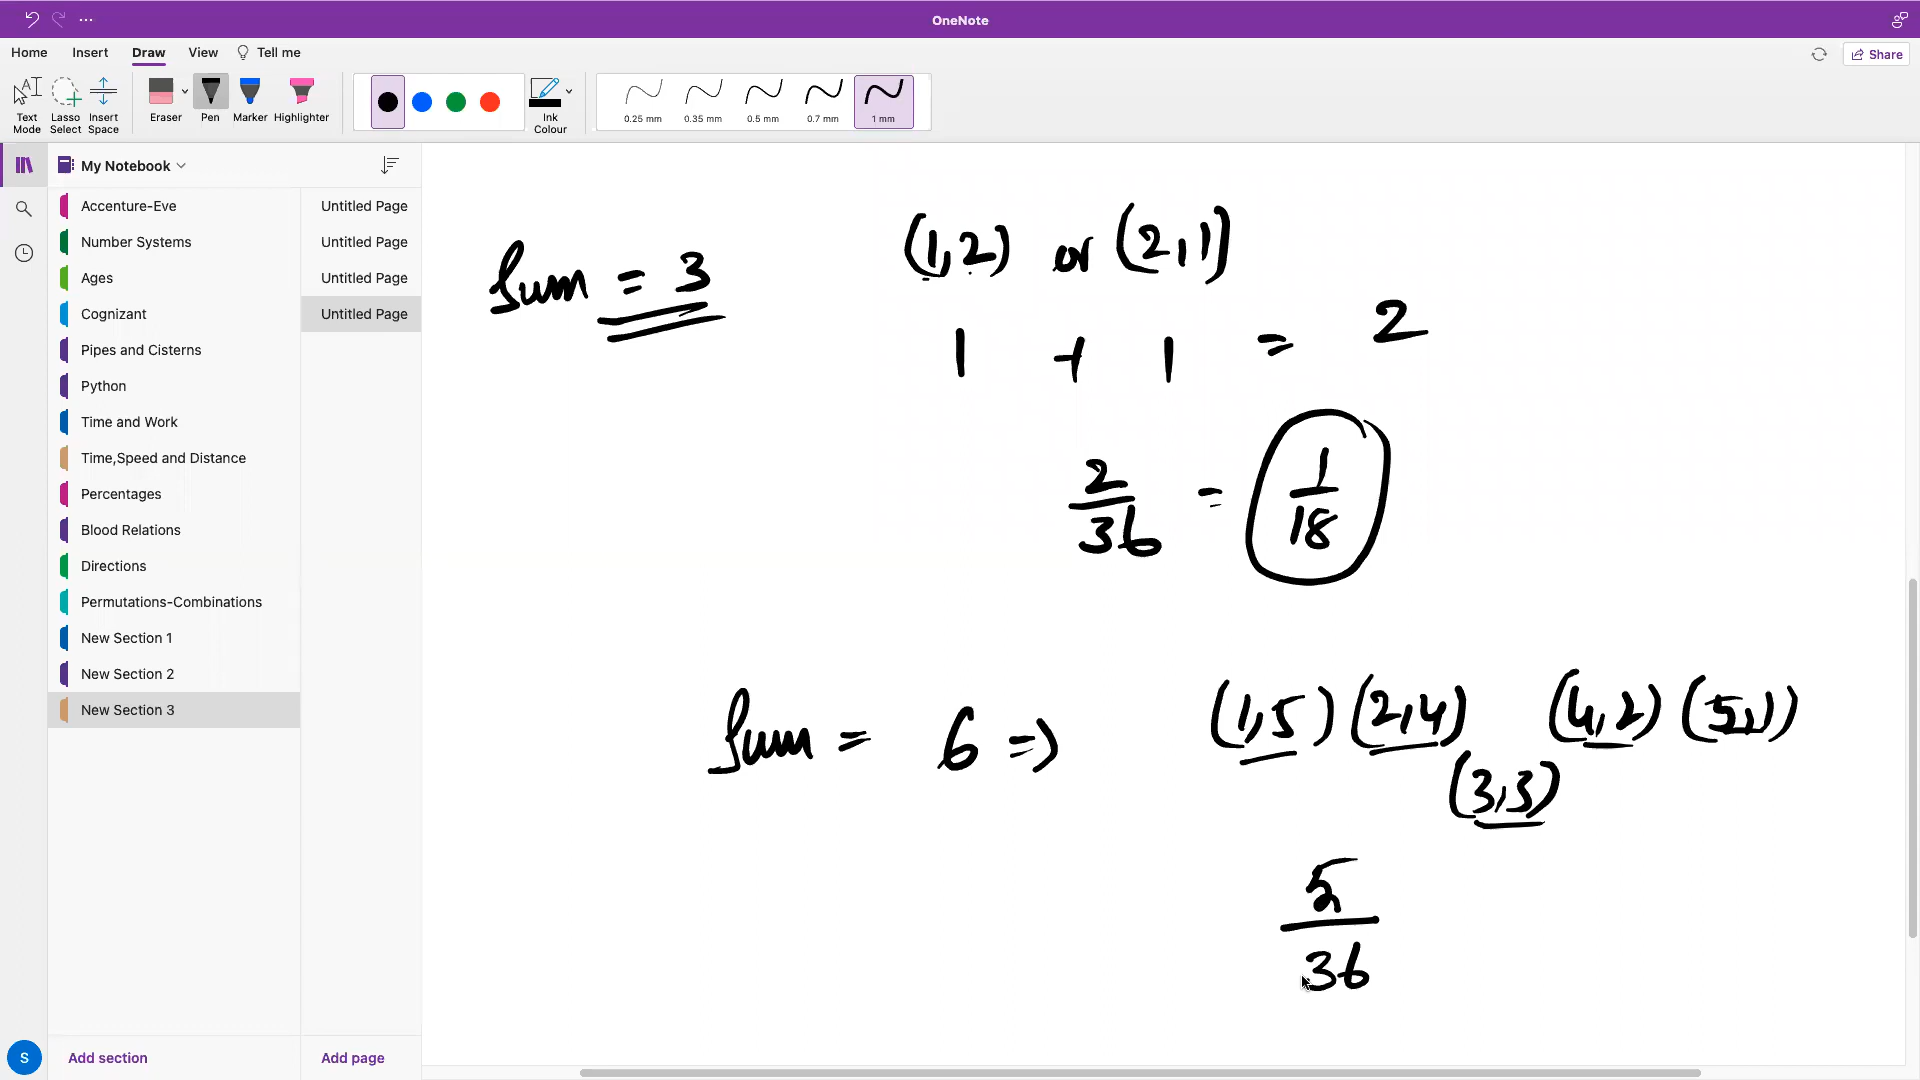 OneNote
Home Insert Draw View Tell me
Share
Text Mode
Lasso Select
Insert Space
Eraser
Pen
Marker
Highlighter
Ink Colour
0.25 mm
0.35 mm
0.5 mm
0.7 mm
1 mm
My Notebook
Accenture-Eve
Number Systems
Ages
Cognizant
Pipes and Cisterns
Python
Time and Work
Time,Speed and Distance
Percentages
Blood Relations
Directions
Permutations-Combinations
New Section 1
New Section 2
New Section 3
Untitled Page
Untitled Page
Untitled Page
Untitled Page
S
Add section
Add page
Sum = 3
(1,2) or (2,1)
1 + 1 = 2
2/36 = 1/18
Sum = 6 => (1,5) (2,4) (4,2) (5,1)
(3,3)
5/36